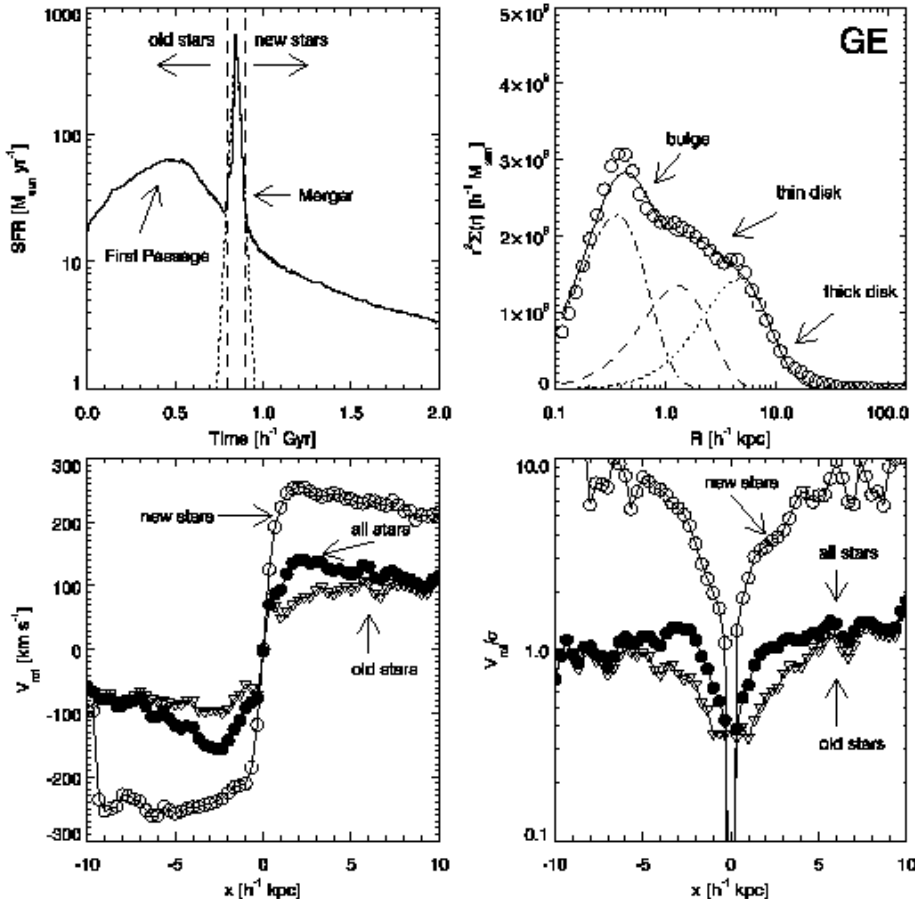 1000
100
10
1
SFR [M_sun yr^-1]
old stars
new stars
First Passage
Merger
0.0 0.5 1.0 1.5 2.0
Time [h^-1 Gyr]
GE
5×10^9
4×10^9
3×10^9
2×10^9
1×10^9
0
r^2Σ(r) [h^-1 M_sun]
bulge
thin disk
thick disk
0.1 1.0 10.0 100.0
R [h^-1 kpc]
300
200
100
0
-100
-200
-300
V_rot [km s^-1]
new stars
all stars
old stars
-10 -5 0 5 10
x [h^-1 kpc]
10.0
1.0
0.1
V_rot/σ
new stars
all stars
old stars
-10 -5 0 5 10
x [h^-1 kpc]